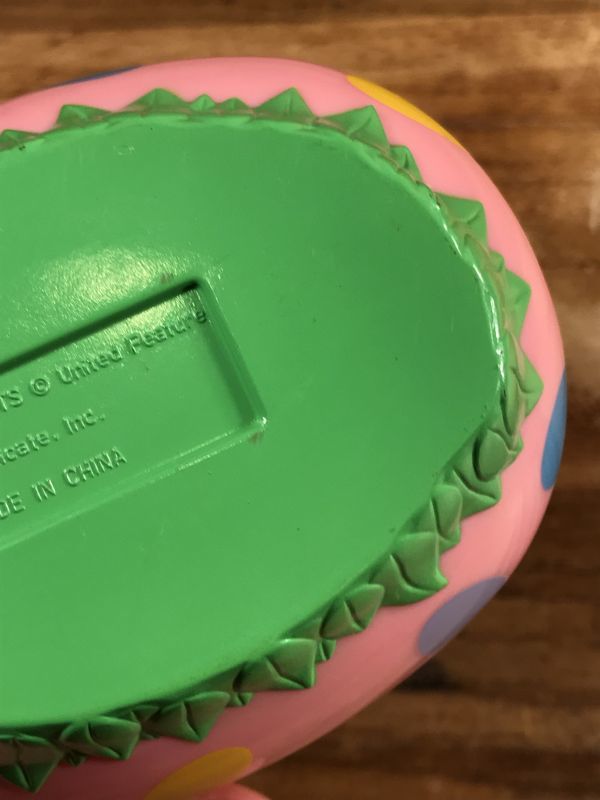 TS © United Feature
icate, Inc.
DE IN CHINA